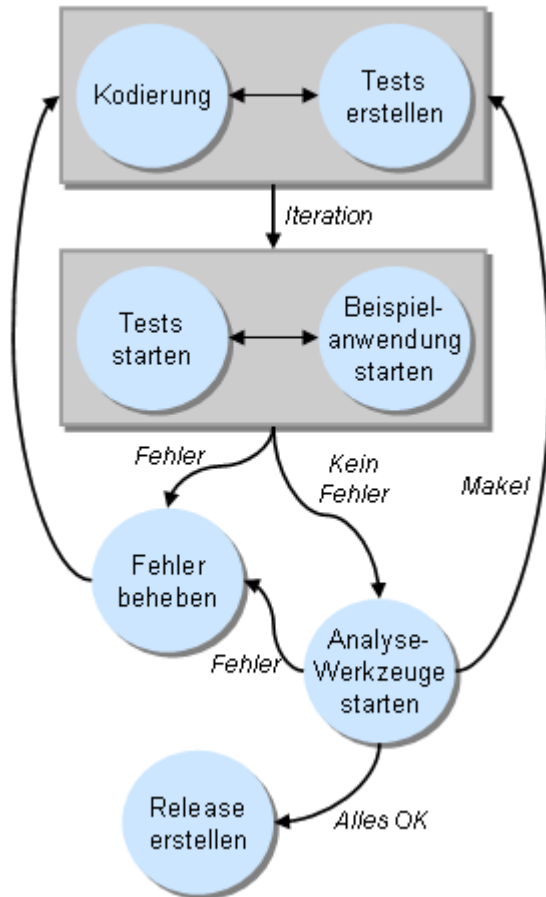 Kodierung
Tests
erstellen
Iteration
Tests
starten
Beispiel-
anwendung
starten
Fehler
Kein
Fehler
Makel
Fehler
beheben
Fehler
Analyse-
Werkzeuge
starten
Alles OK
Release
erstellen